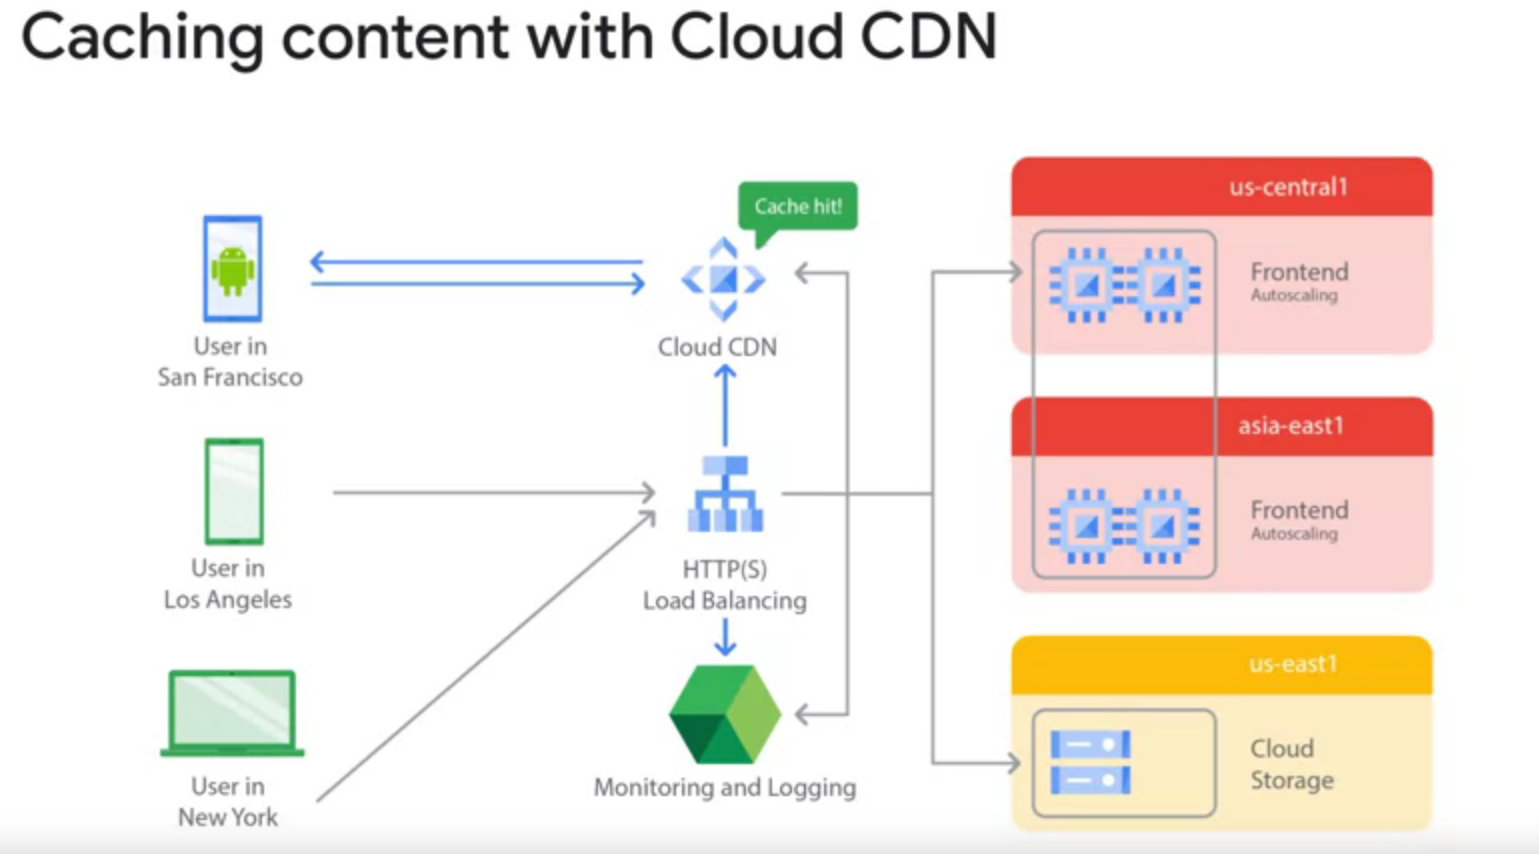 Caching content with Cloud CDN
Cache hit!
User in
San Francisco
Cloud CDN
User in
Los Angeles
HTTP(S)
Load Balancing
User in
New York
Monitoring and Logging
us-central1
Frontend
Autoscaling
asia-east1
Frontend
Autoscaling
us-east1
Cloud
Storage